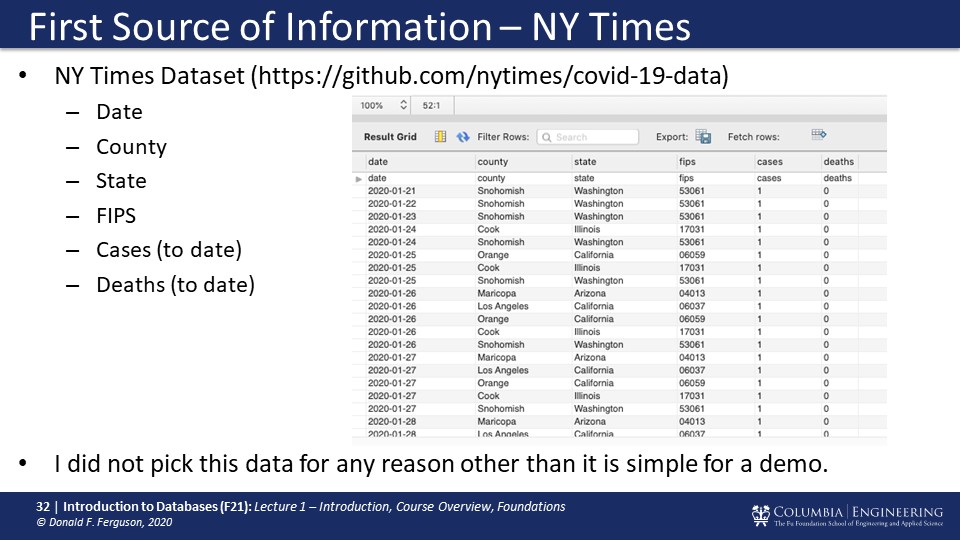 First Source of Information – NY Times
• NY Times Dataset (https://github.com/nytimes/covid-19-data)
– Date
– County
– State
– FIPS
– Cases (to date)
– Deaths (to date)
100% 52:1
Result Grid Filter Rows: Search Export: Fetch rows:
date county state fips cases deaths
date county state fips cases deaths
2020-01-21 Snohomish Washington 53061 1 0
2020-01-22 Snohomish Washington 53061 1 0
2020-01-23 Snohomish Washington 53061 1 0
2020-01-24 Cook Illinois 17031 1 0
2020-01-24 Snohomish Washington 53061 1 0
2020-01-25 Orange California 06059 1 0
2020-01-25 Cook Illinois 17031 1 0
2020-01-25 Snohomish Washington 53061 1 0
2020-01-26 Maricopa Arizona 04013 1 0
2020-01-26 Los Angeles California 06037 1 0
2020-01-26 Orange California 06059 1 0
2020-01-26 Cook Illinois 17031 1 0
2020-01-26 Snohomish Washington 53061 1 0
2020-01-27 Maricopa Arizona 04013 1 0
2020-01-27 Los Angeles California 06037 1 0
2020-01-27 Orange California 06059 1 0
2020-01-27 Cook Illinois 17031 1 0
2020-01-27 Snohomish Washington 53061 1 0
2020-01-28 Maricopa Arizona 04013 1 0
2020-01-28 Los Angeles California 06037 1 0
• I did not pick this data for any reason other than it is simple for a demo.
32 | Introduction to Databases (F21): Lecture 1 – Introduction, Course Overview, Foundations
© Donald F. Ferguson, 2020
COLUMBIA | ENGINEERING
The Fu Foundation School of Engineering and Applied Science